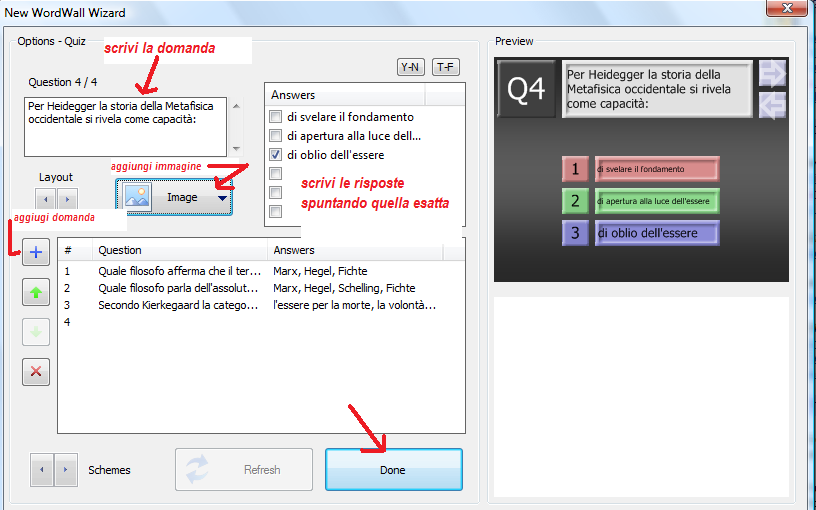 New WordWall Wizard
X
Options - Quiz
scrivi la domanda
Y-N T-F
Question 4 / 4
Per Heidegger la storia della Metafisica
occidentale si rivela come capacità:
Answers
di svelare il fondamento
di apertura alla luce dell...
di oblio dell'essere
aggiungi immagine
Layout
Image
scrivi le risposte
spuntando quella esatta
aggiugi domanda
# Question Answers
1 Quale filosofo afferma che il ter... Marx, Hegel, Fichte
2 Quale filosofo parla dell'assolut... Marx, Hegel, Schelling, Fichte
3 Secondo Kierkegaard la catego... l'essere per la morte, la volontà...
4
Schemes
Refresh
Done
Preview
Q4
Per Heidegger la storia della
Metafisica occidentale si rivela
come capacità:
1 di svelare il fondamento
2 di apertura alla luce dell'essere
3 di oblio dell'essere